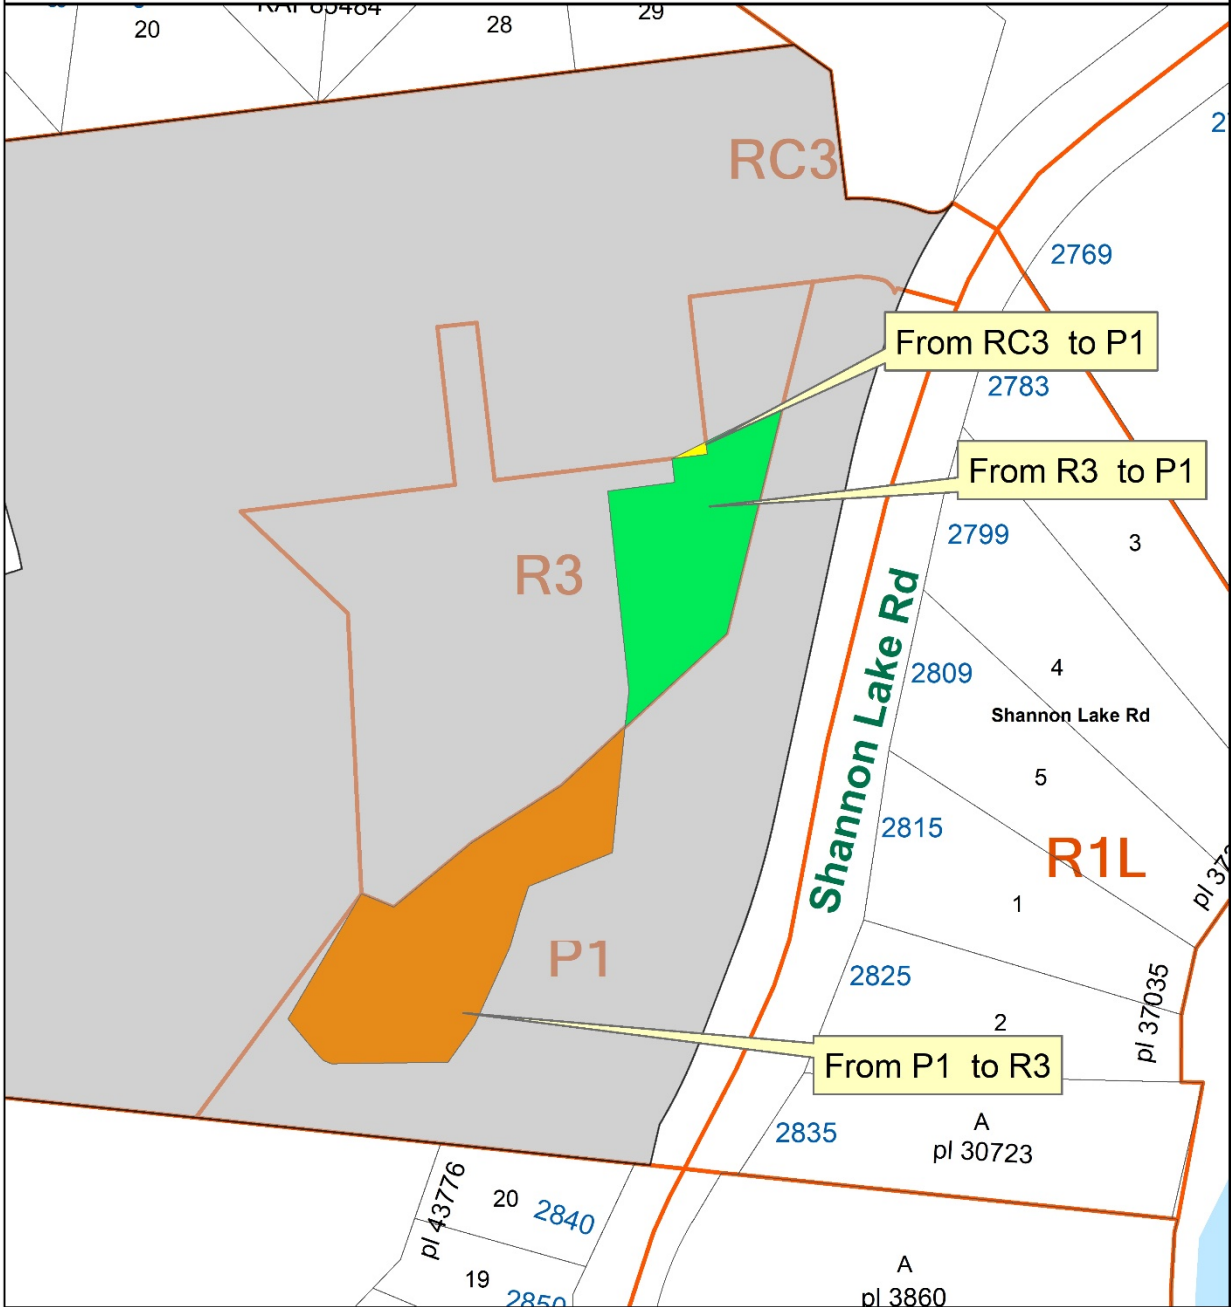 20
28
29
RC3
2769
From RC3 to P1
2783
From R3 to P1
2799
3
R3
2809
4
Shannon Lake Rd
Shannon Lake Rd
5
2815
R1L
1
P1
2825
pl 37035
2
From P1 to R3
2835
A
pl 30723
pl 43776
20
2840
19
2850
A
pl 3860